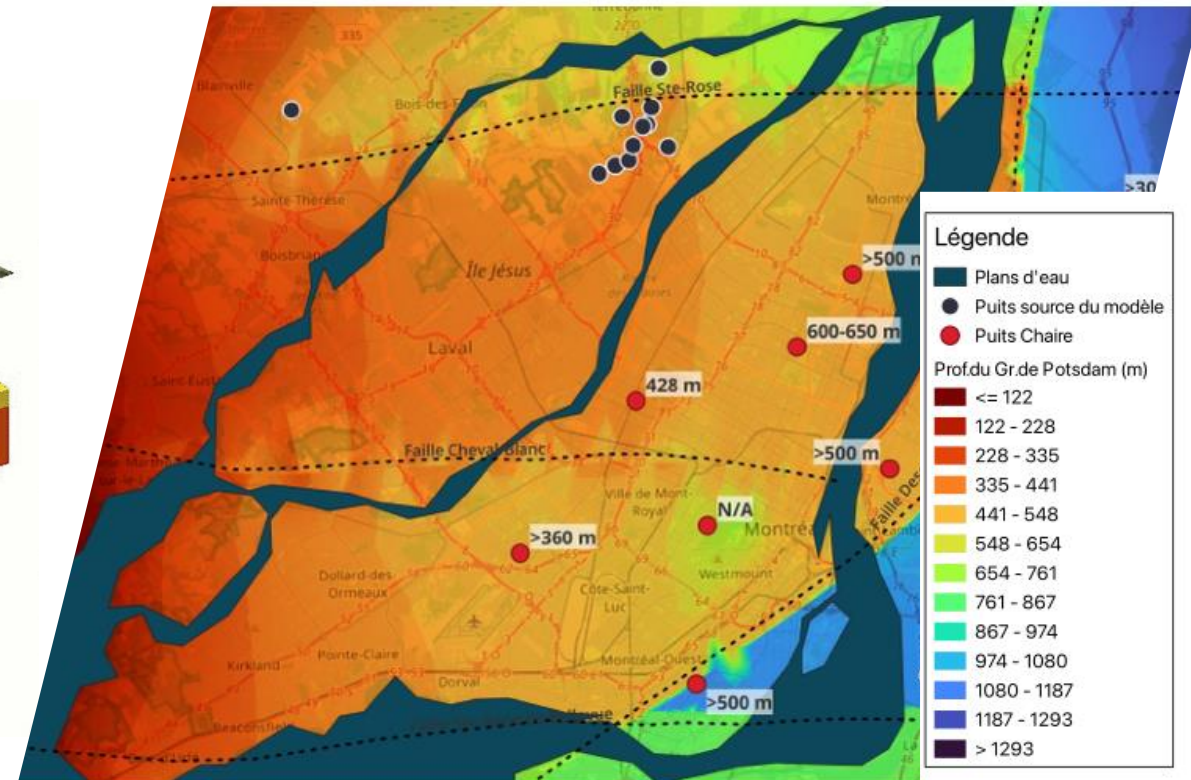 335
Blainville
Bois-des-Filion
Faille Ste-Rose
Sainte-Thérèse
Boisbriand
Île Jésus
Laval
Faille Cheval Blanc
>500 m
600-650 m
428 m
>500 m
Ville de Mont-
Royal
N/A
Montréa
>360 m
Dollard-des
Ormeaux
Westmount
Côte-Saint-
Luc
Kirkland
Pointe-Claire
Montréal-Ouest
Dorval
Beaconsfield
>500 m
>30
Légende
Plans d'eau
Puits source du modèle
Puits Chaire
Prof.du Gr.de Potsdam (m)
<= 122
122 - 228
228 - 335
335 - 441
441 - 548
548 - 654
654 - 761
761 - 867
867 - 974
974 - 1080
1080 - 1187
1187 - 1293
> 1293